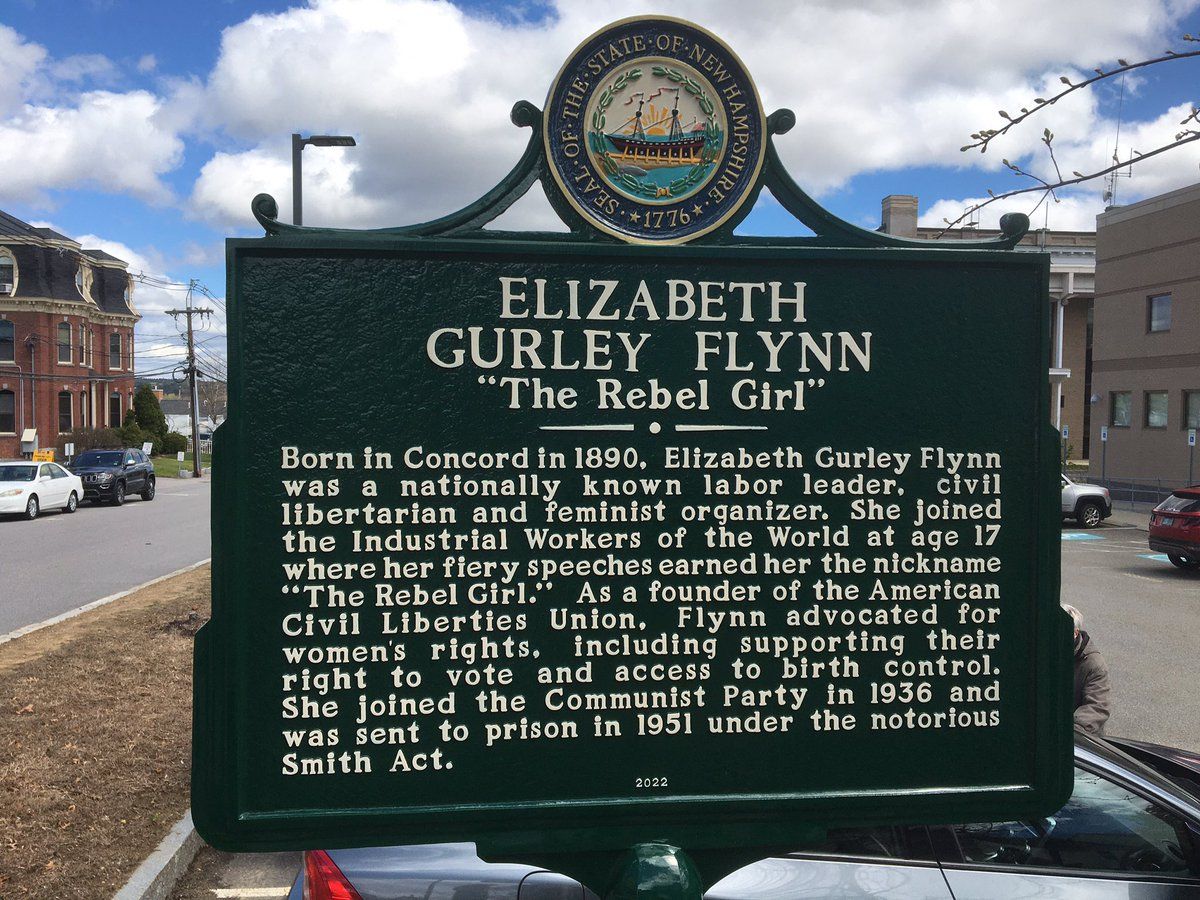 SEAL·OF·THE·STATE·OF·NEW HAMPSHIRE
★1776★
ELIZABETH
GURLEY FLYNN
“The Rebel Girl”
Born in Concord in 1890, Elizabeth Gurley Flynn
was a nationally known labor leader, civil
libertarian and feminist organizer. She joined
the Industrial Workers of the World at age 17
where her fiery speeches earned her the nickname
“The Rebel Girl.” As a founder of the American
Civil Liberties Union, Flynn advocated for
women's rights, including supporting their
right to vote and access to birth control.
She joined the Communist Party in 1936 and
was sent to prison in 1951 under the notorious
Smith Act.
2022